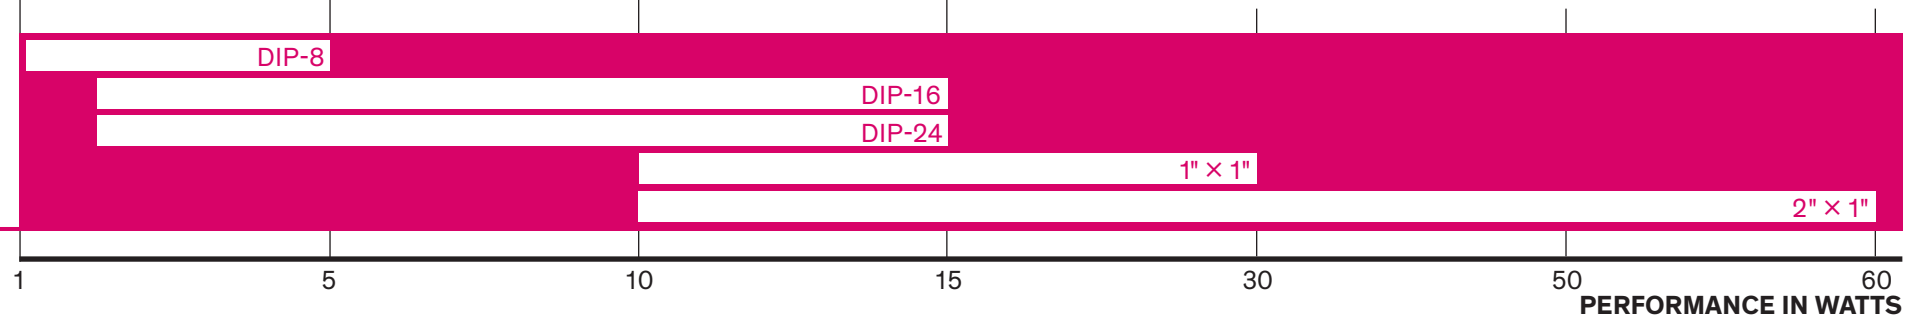 DIP-8
DIP-16
DIP-24
1" × 1"
2" × 1"
1 5 10 15 30 50 60
PERFORMANCE IN WATTS